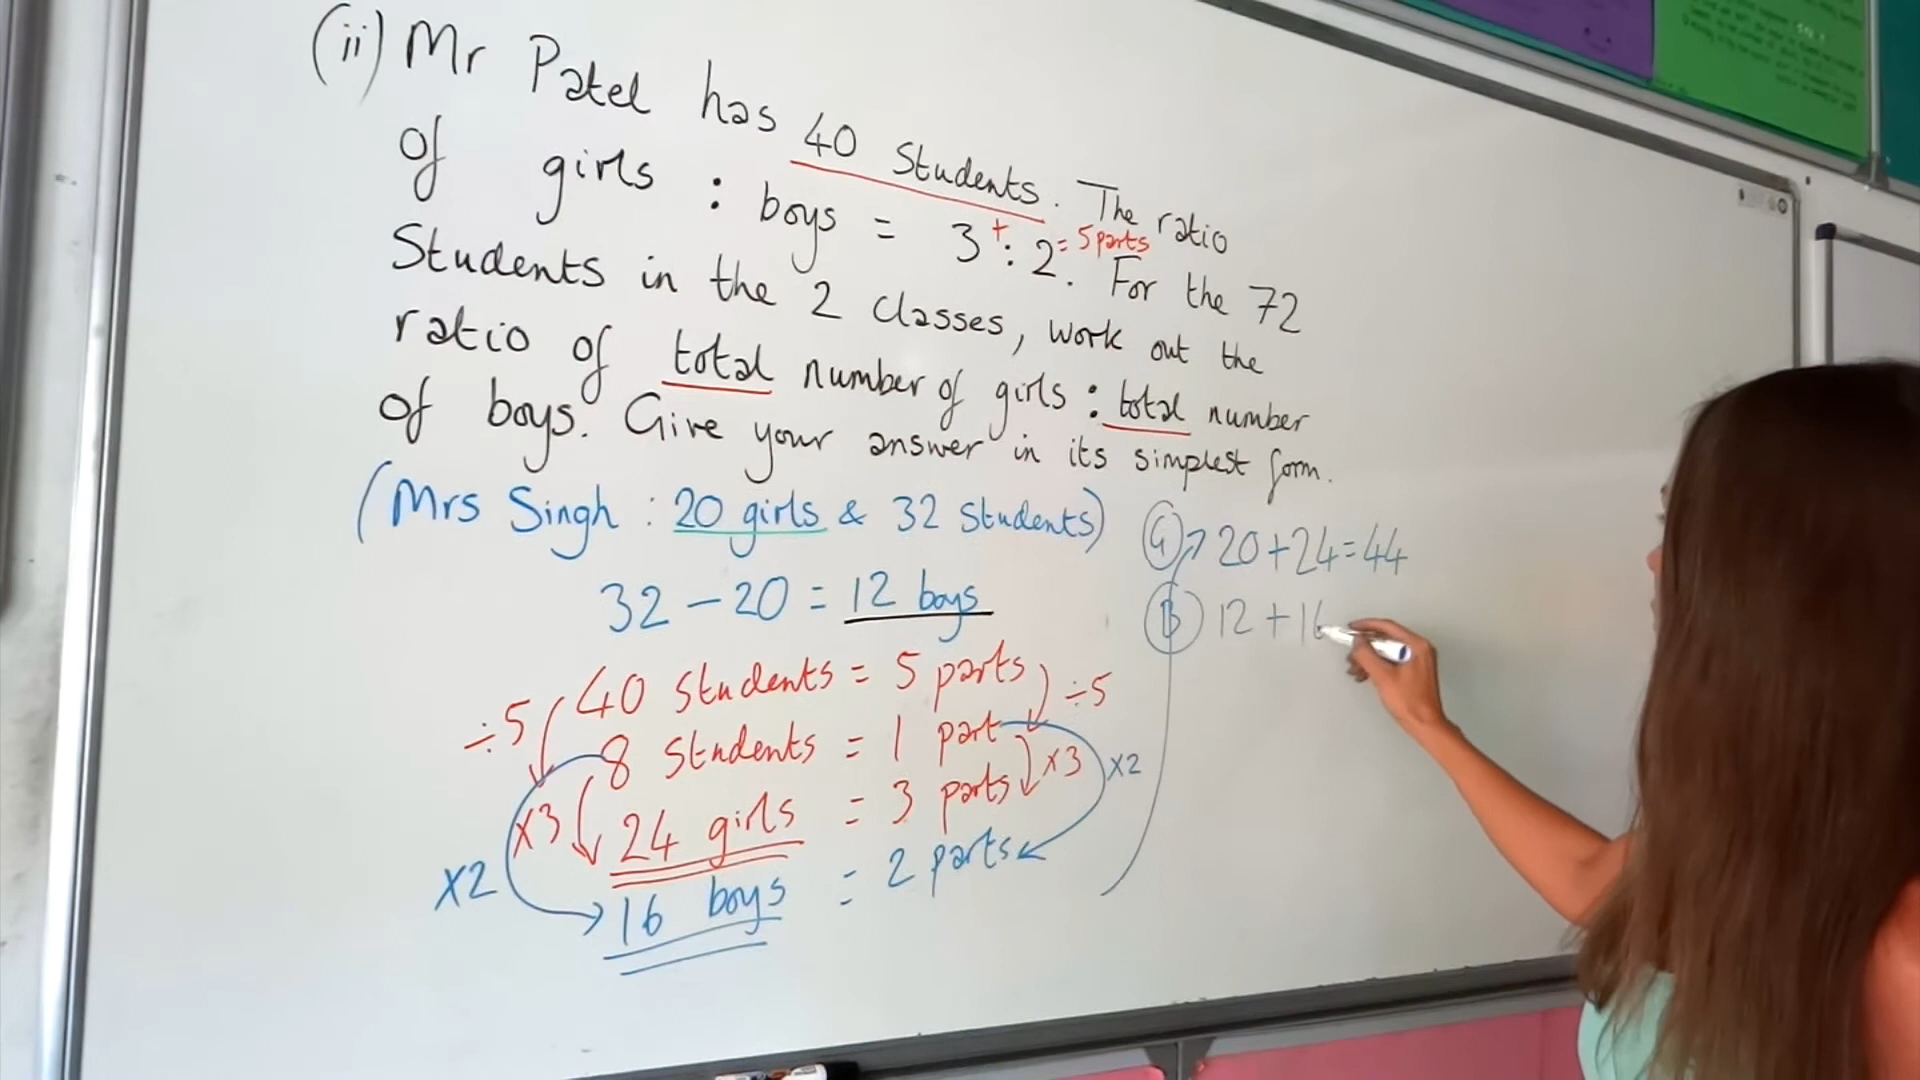 (ii) Mr Patel has 40 Students. The ratio
of girls : boys = 3 + : 2 = 5 parts. For the 72
Students in the 2 classes, work out the
ratio of total number of girls : total number
of boys. Give your answer in its simplest form.
(Mrs Singh : 20 girls & 32 students)
32 - 20 = 12 boys
÷5 40 students = 5 parts ÷5
8 students = 1 part
×3 24 girls = 3 parts ×3 ×2
×2 16 boys = 2 parts
G 20+24=44
B 12+16